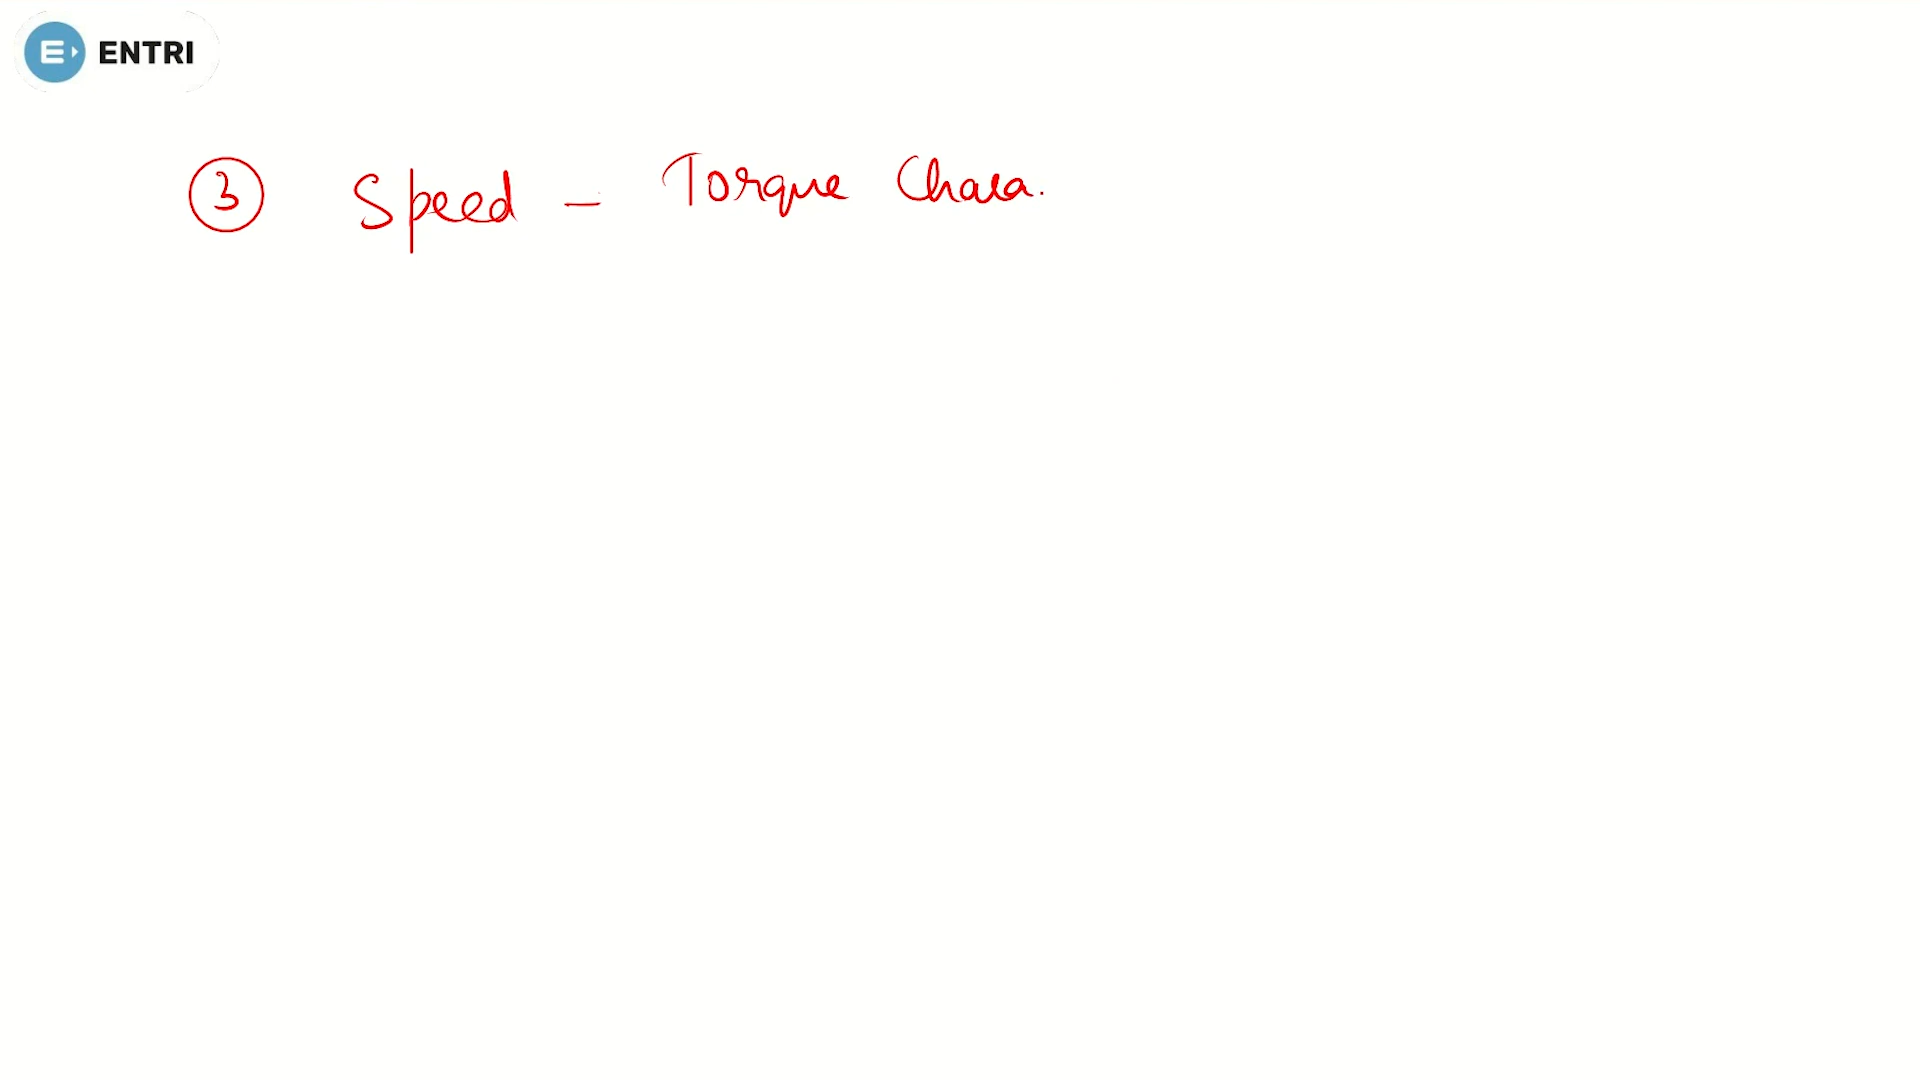 ENTRI
③ Speed - Torque Chara.